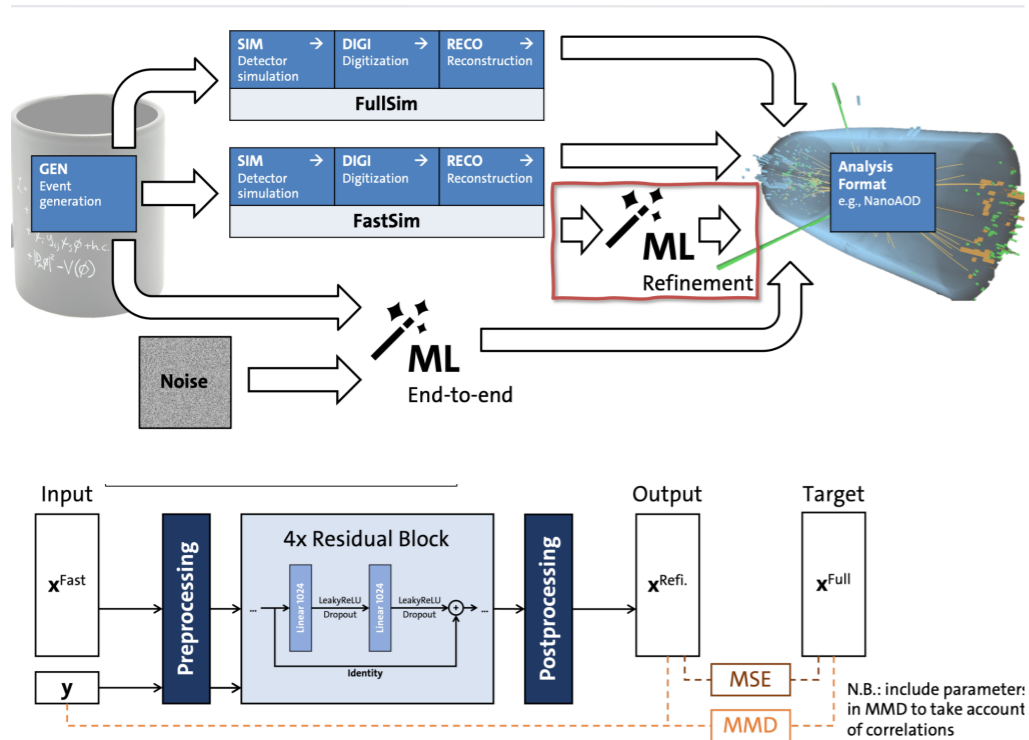 SIM →
Detector
simulation
DIGI →
Digitization
RECO →
Reconstruction
FullSim
GEN
Event
generation
SIM →
Detector
simulation
DIGI →
Digitization
RECO →
Reconstruction
FastSim
ML
Refinement
Analysis
Format
e.g., NanoAOD
Noise
ML
End-to-end
Input
x^Fast
y
Preprocessing
4x Residual Block
...
Linear 1024
LeakyReLU
Dropout
Linear 1024
LeakyReLU
Dropout
+
...
Identity
Postprocessing
Output
x^Refi.
Target
x^Full
MSE
MMD
N.B.: include parameters
in MMD to take account
of correlations